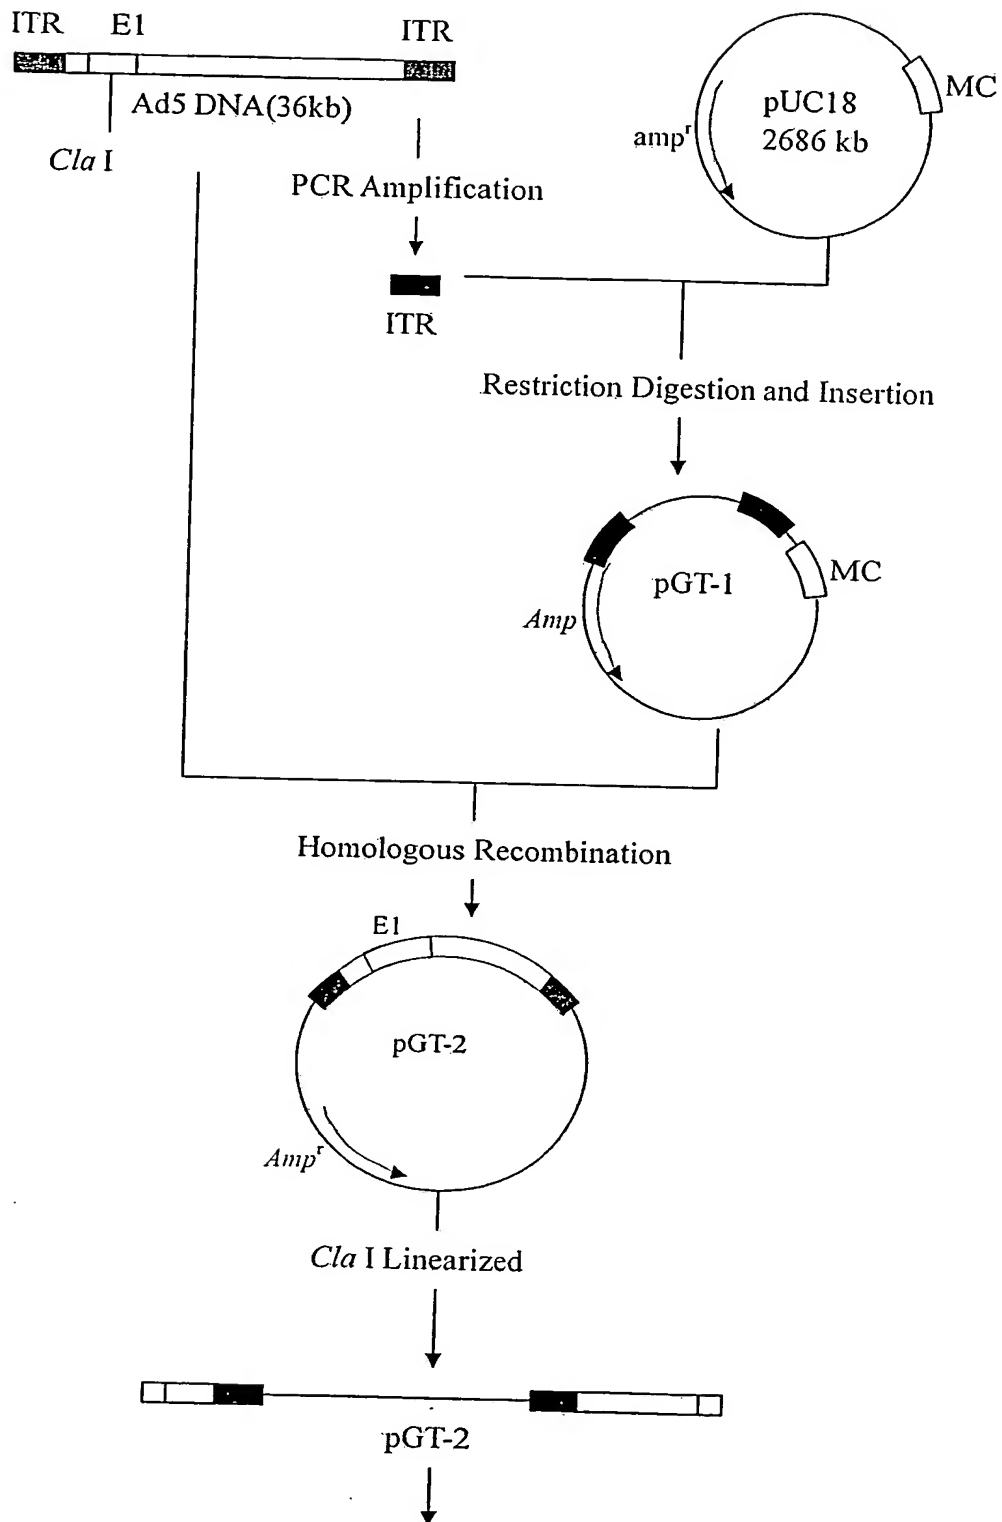 ITR E1 ITR
Ad5 DNA(36kb)
Cla I
PCR Amplification
ITR
pUC18
2686 kb
ampʳ
MC
Restriction Digestion and Insertion
pGT-1
MC
Amp
Homologous Recombination
E1
pGT-2
Ampʳ
Cla I Linearized
pGT-2